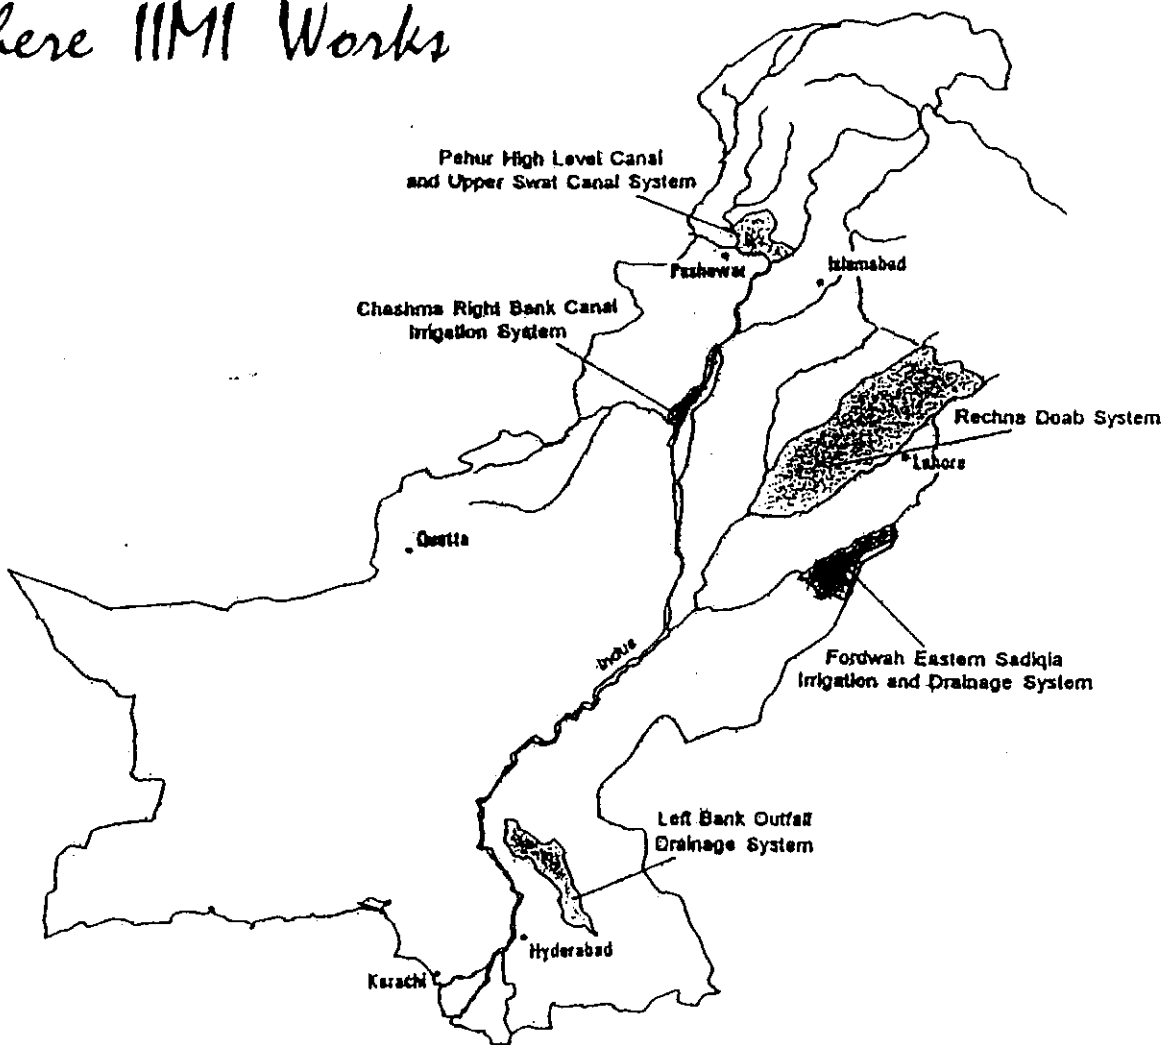 here IIMI Works
Pehur High Level Canal
and Upper Swat Canal System
Peshawar
Islamabad
Chashma Right Bank Canal
Irrigation System
Rechna Doab System
Lahore
Quetta
Indus
Fordwah Eastern Sadiqia
Irrigation and Drainage System
Left Bank Outfall
Drainage System
Hyderabad
Karachi